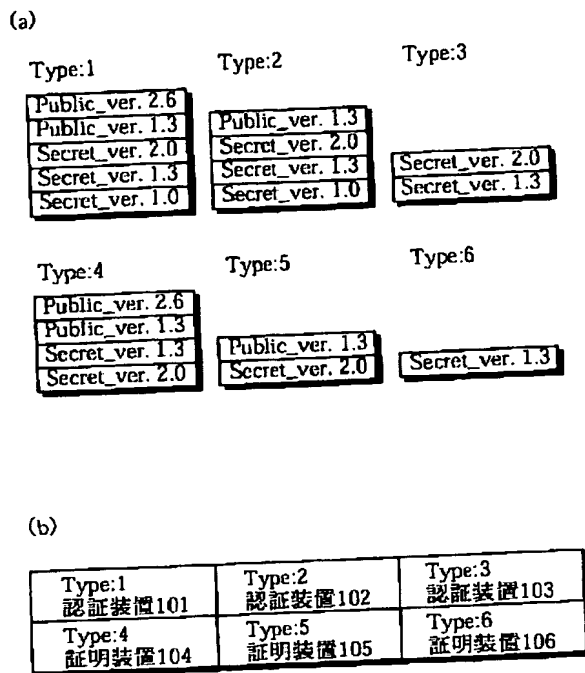 (a)
Type:1
Public_ver. 2.6
Public_ver. 1.3
Secret_ver. 2.0
Secret_ver. 1.3
Secret_ver. 1.0
Type:2
Public_ver. 1.3
Secret_ver. 2.0
Secret_ver. 1.3
Secret_ver. 1.0
Type:3
Secret_ver. 2.0
Secret_ver. 1.3
Type:4
Public_ver. 2.6
Public_ver. 1.3
Secret_ver. 1.3
Secret_ver. 2.0
Type:5
Public_ver. 1.3
Secret_ver. 2.0
Type:6
Secret_ver. 1.3
(b)
Type:1
認証装置101
Type:2
認証装置102
Type:3
認証装置103
Type:4
証明装置104
Type:5
証明装置105
Type:6
証明装置106